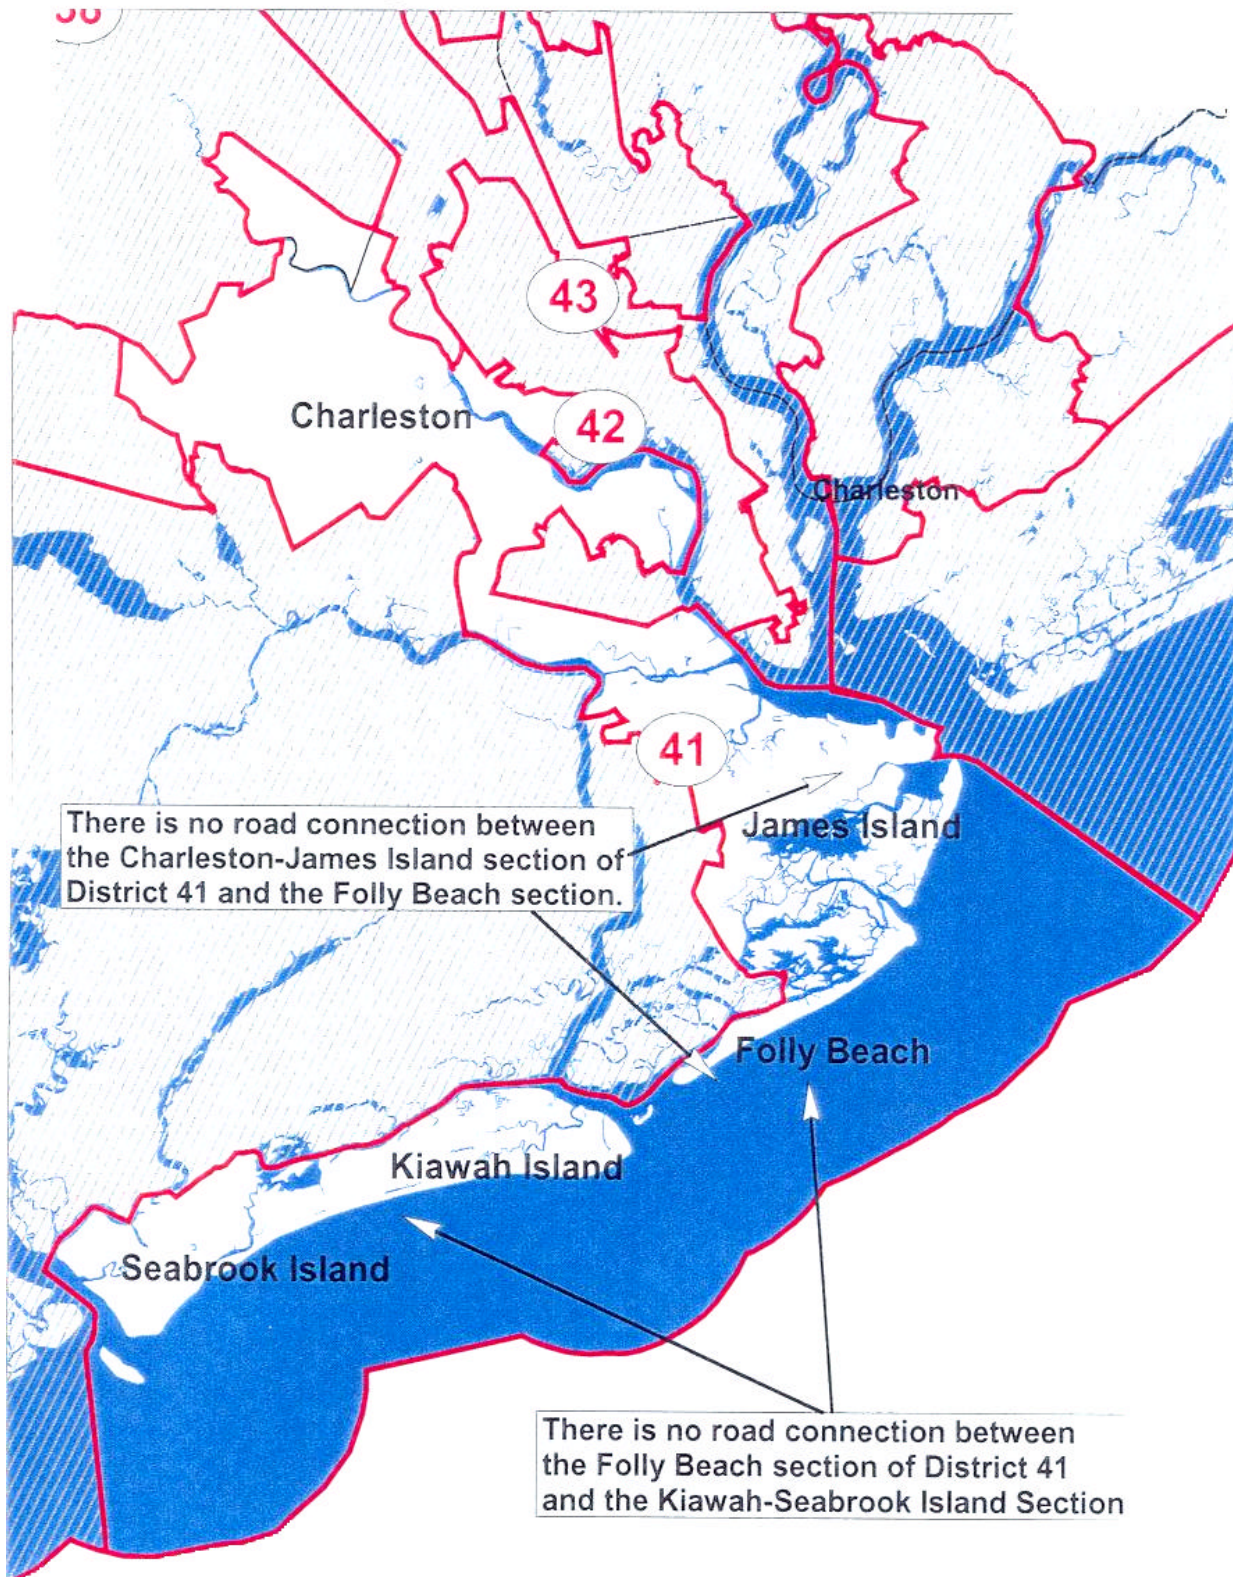 43
Charleston
42
Charleston
41
There is no road connection between
the Charleston-James Island section of
District 41 and the Folly Beach section.
James Island
Folly Beach
Kiawah Island
Seabrook Island
There is no road connection between
the Folly Beach section of District 41
and the Kiawah-Seabrook Island Section